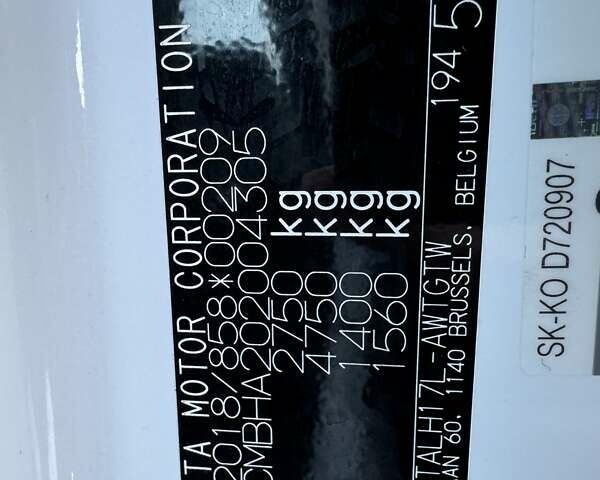 TA MOTOR CORPORATION
2018/858*00209
CMBHA202004305
2750 kg
4750 kg
1400 kg
1560 kg
TALH17L-AWTGTW 194 5
AN 60. 1140 BRUSSELS. BELGIUM
SK-KO D720907